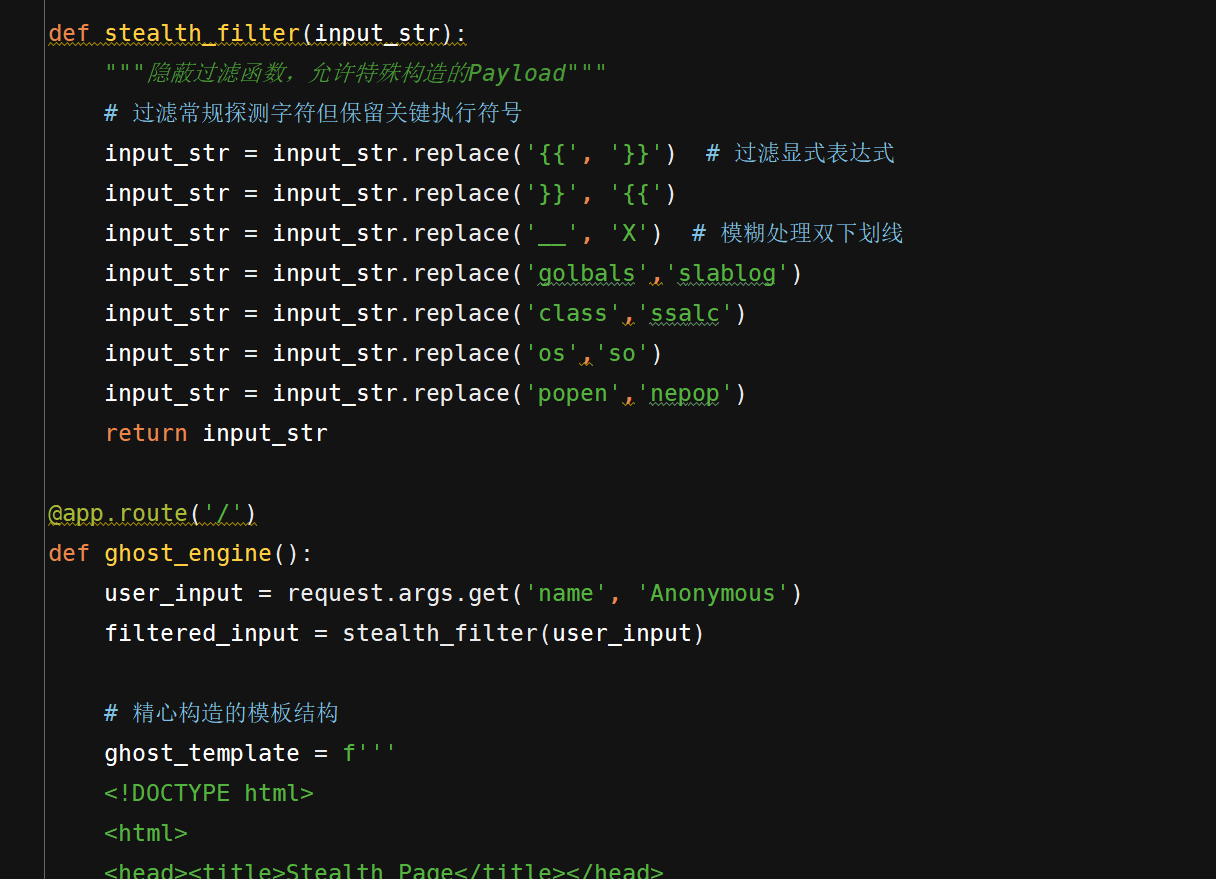 def stealth_filter(input_str):
    """隐蔽过滤函数，允许特殊构造的Payload"""
    # 过滤常规探测字符但保留关键执行符号
    input_str = input_str.replace('{{', '}}')  # 过滤显式表达式
    input_str = input_str.replace('}}', '{{')
    input_str = input_str.replace('__', 'X')  # 模糊处理双下划线
    input_str = input_str.replace('golbals','slablog')
    input_str = input_str.replace('class','ssalc')
    input_str = input_str.replace('os','so')
    input_str = input_str.replace('popen','nepop')
    return input_str

@app.route('/')
def ghost_engine():
    user_input = request.args.get('name', 'Anonymous')
    filtered_input = stealth_filter(user_input)

    # 精心构造的模板结构
    ghost_template = f'''
    <!DOCTYPE html>
    <html>
    <head><title>Stealth Page</title></head>